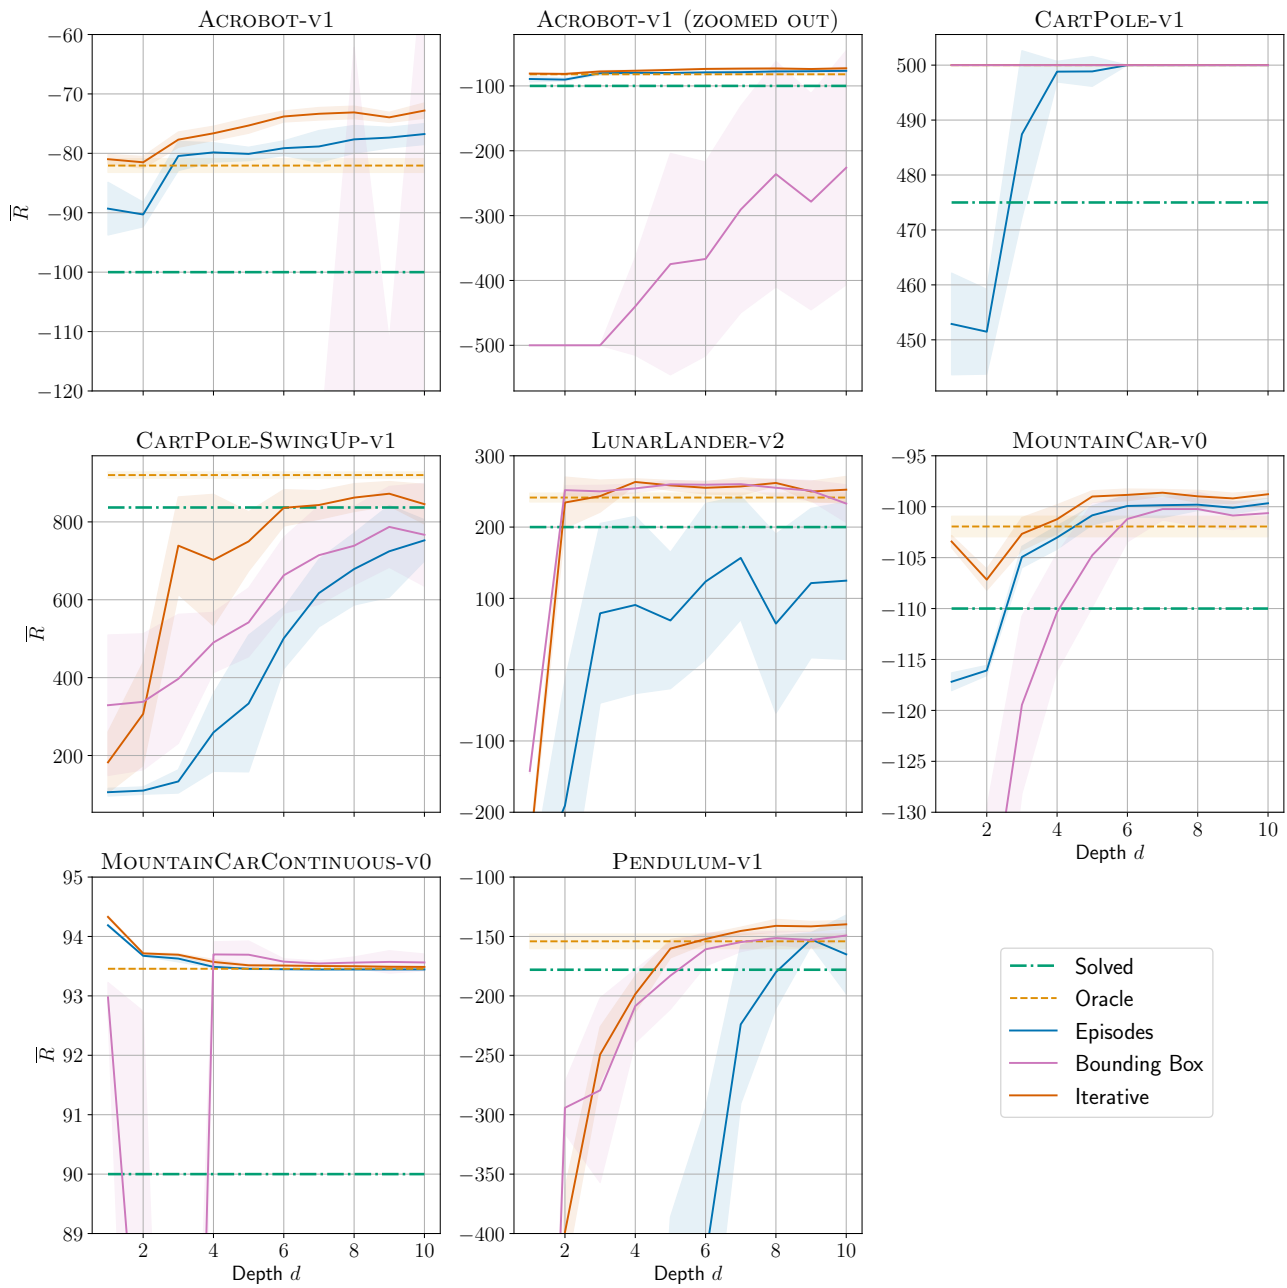 ACROBOT-V1
ACROBOT-V1 (ZOOMED OUT)
CARTPOLE-V1
−60
−70
−80
−90
−100
−110
−120
R̅
−100
−200
−300
−400
−500
500
490
480
470
460
450
CARTPOLE-SWINGUP-V1
LUNARLANDER-V2
MOUNTAINCAR-V0
800
600
400
200
R̅
300
200
100
0
−100
−200
−95
−100
−105
−110
−115
−120
−125
−130
2 4 6 8 10
Depth d
MOUNTAINCARCONTINUOUS-V0
PENDULUM-V1
95
94
93
92
91
90
89
R̅
2 4 6 8 10
Depth d
−100
−150
−200
−250
−300
−350
−400
2 4 6 8 10
Depth d
Solved
Oracle
Episodes
Bounding Box
Iterative